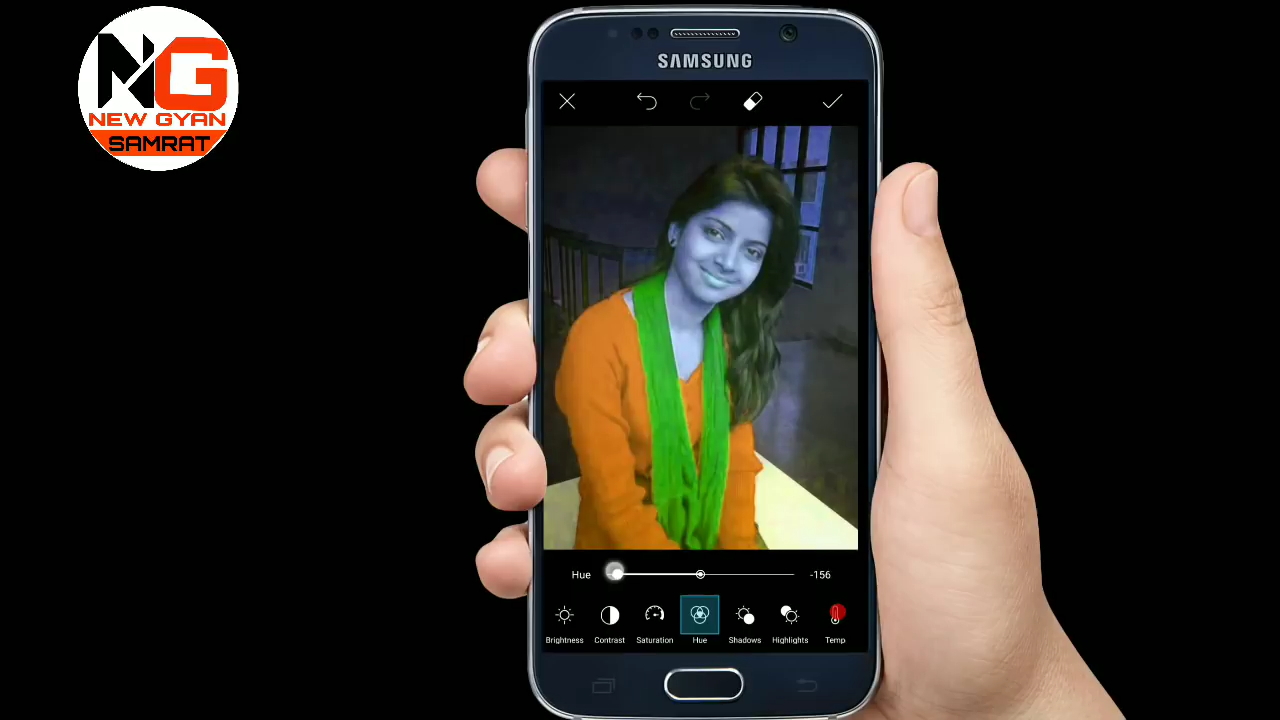 NG
NEW GYAN
SAMRAT
SAMSUNG
Hue -156
Brightness Contrast Saturation Hue Shadows Highlights Temp